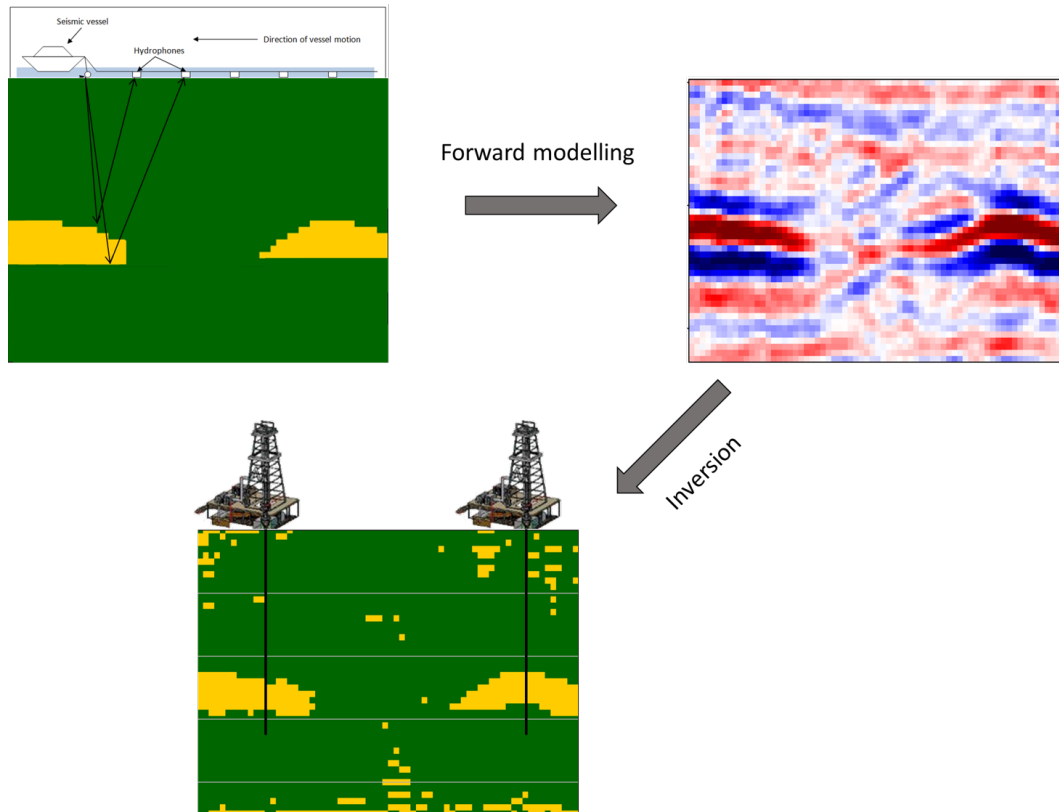 Seismic vessel
Direction of vessel motion
Hydrophones
Forward modelling
Inversion